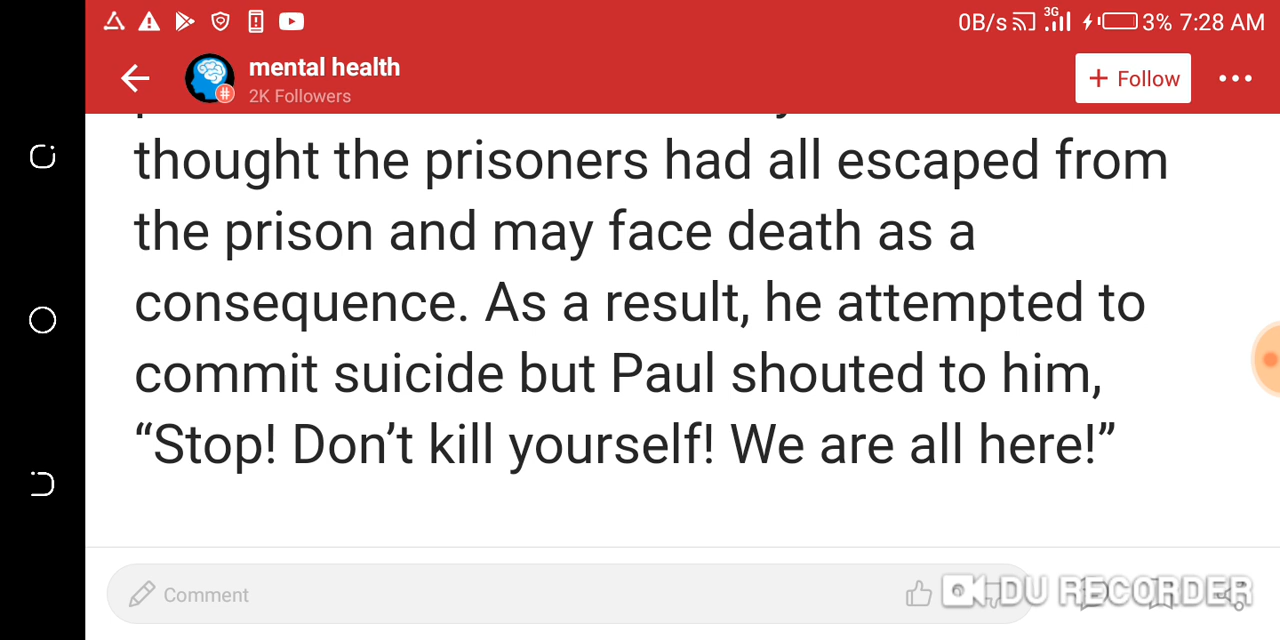 0B/s 3G 3% 7:28 AM
mental health
2K Followers
+ Follow
thought the prisoners had all escaped from
the prison and may face death as a
consequence. As a result, he attempted to
commit suicide but Paul shouted to him,
“Stop! Don’t kill yourself! We are all here!”
Comment
DU RECORDER